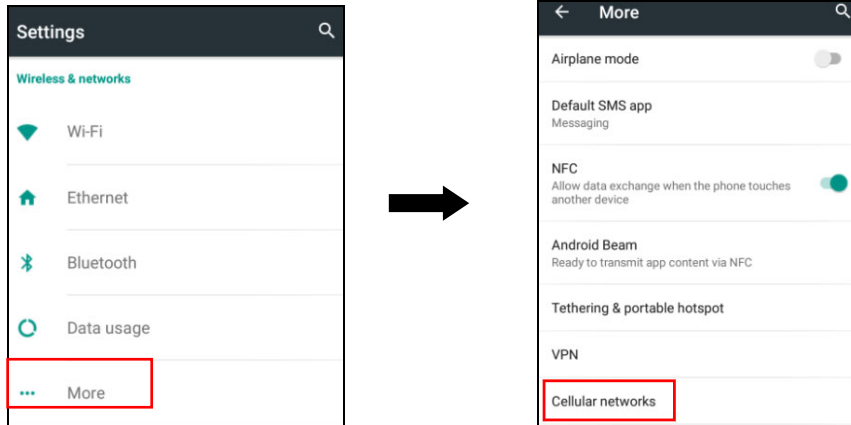 Settings
Wireless & networks
Wi-Fi
Ethernet
Bluetooth
Data usage
More
More
Airplane mode
Default SMS app
Messaging
NFC
Allow data exchange when the phone touches
another device
Android Beam
Ready to transmit app content via NFC
Tethering & portable hotspot
VPN
Cellular networks